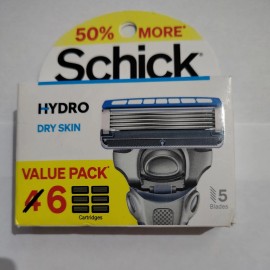 50% MORE*
Schick
HYDRO
DRY SKIN
VALUE PACK*
4 6
Cartridges
5
Blades